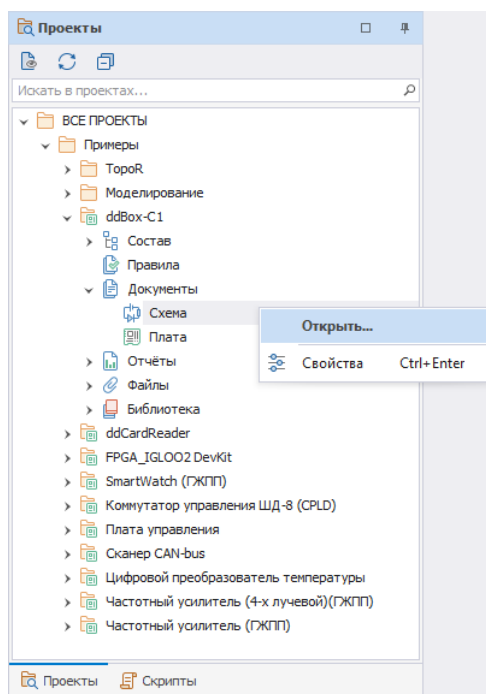 Проекты
Искать в проектах...
ВСЕ ПРОЕКТЫ
Примеры
TopoR
Моделирование
ddBox-C1
Состав
Правила
Документы
Схема
Открыть...
Плата
Свойства Ctrl+Enter
Отчёты
Файлы
Библиотека
ddCardReader
FPGA_IGLOO2 DevKit
SmartWatch (ГЖПП)
Коммутатор управления ШД-8 (CPLD)
Плата управления
Сканер CAN-bus
Цифровой преобразователь температуры
Частотный усилитель (4-х лучевой)(ГЖПП)
Частотный усилитель (ГЖПП)
Проекты Скрипты